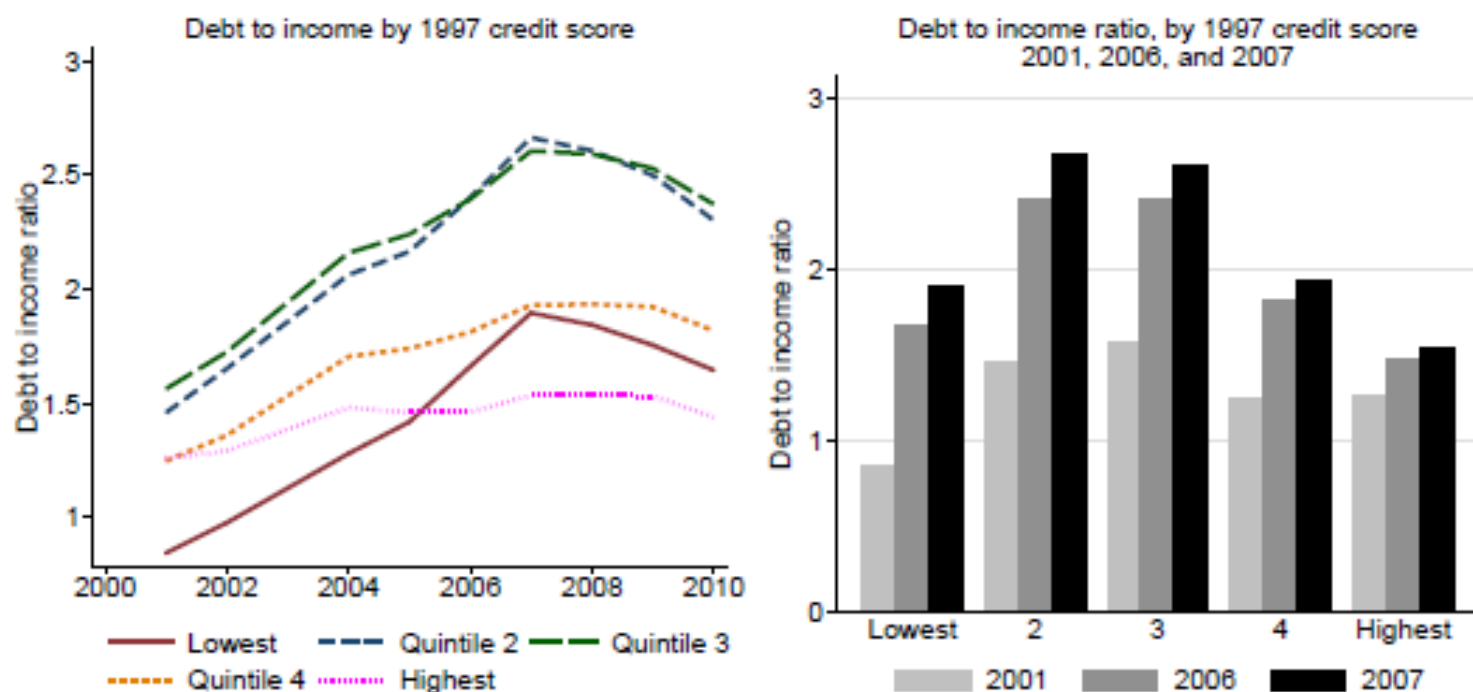 Debt to income by 1997 credit score
Debt to income ratio
3
2.5
2
1.5
1
2000 2002 2004 2006 2008 2010
Lowest Quintile 2 Quintile 3
Quintile 4 Highest
Debt to income ratio, by 1997 credit score
2001, 2006, and 2007
Debt to income ratio
3
2
1
0
Lowest 2 3 4 Highest
2001 2006 2007